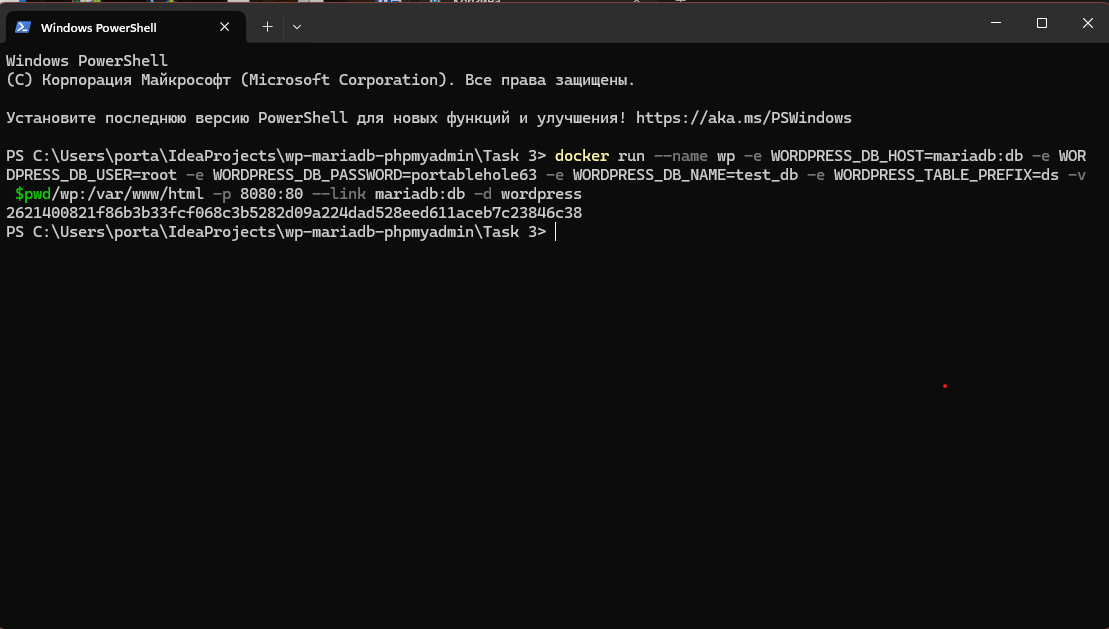 Windows PowerShell
Windows PowerShell
(C) Корпорация Майкрософт (Microsoft Corporation). Все права защищены.
Установите последнюю версию PowerShell для новых функций и улучшения! https://aka.ms/PSWindows
PS C:\Users\porta\IdeaProjects\wp-mariadb-phpmyadmin\Task 3> docker run --name wp -e WORDPRESS_DB_HOST=mariadb:db -e WOR
DPRESS_DB_USER=root -e WORDPRESS_DB_PASSWORD=portablehole63 -e WORDPRESS_DB_NAME=test_db -e WORDPRESS_TABLE_PREFIX=ds -v
$pwd/wp:/var/www/html -p 8080:80 --link mariadb:db -d wordpress
2621400821f86b3b33fcf068c3b5282d09a224dad528eed611aceb7c23846c38
PS C:\Users\porta\IdeaProjects\wp-mariadb-phpmyadmin\Task 3>